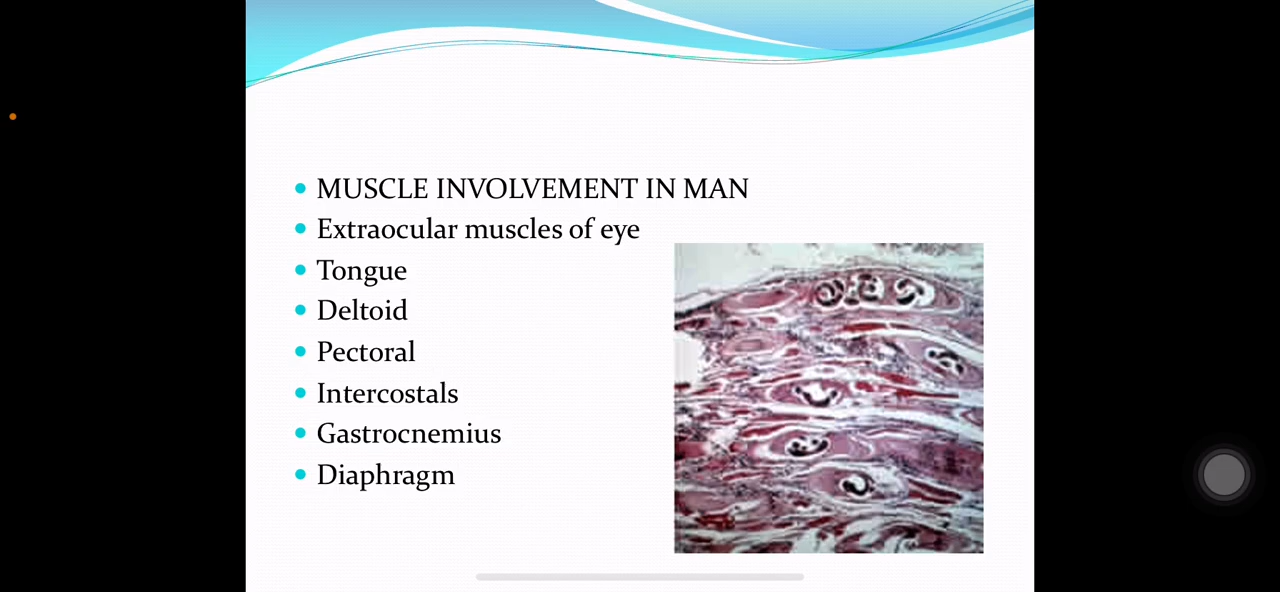 MUSCLE INVOLVEMENT IN MAN
Extraocular muscles of eye
Tongue
Deltoid
Pectoral
Intercostals
Gastrocnemius
Diaphragm